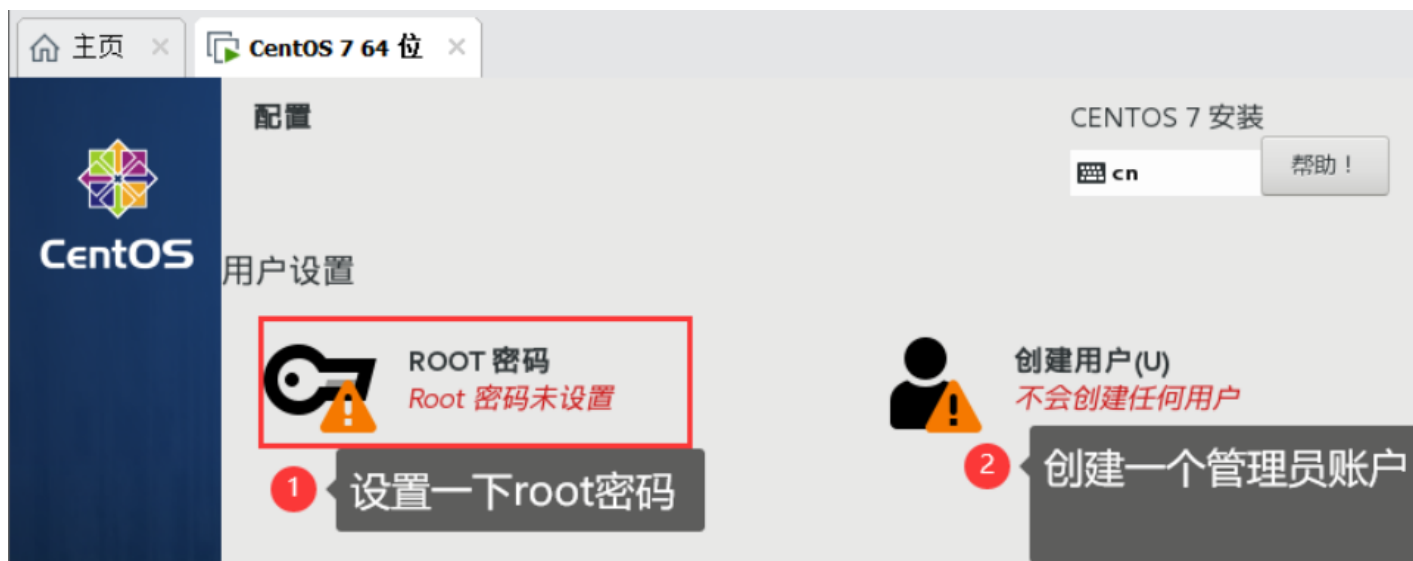 主页
CentOS 7 64 位
配置
CENTOS 7 安装
cn
帮助！
CentOS
用户设置
ROOT 密码
Root 密码未设置
创建用户(U)
不会创建任何用户
1 设置一下root密码
2 创建一个管理员账户